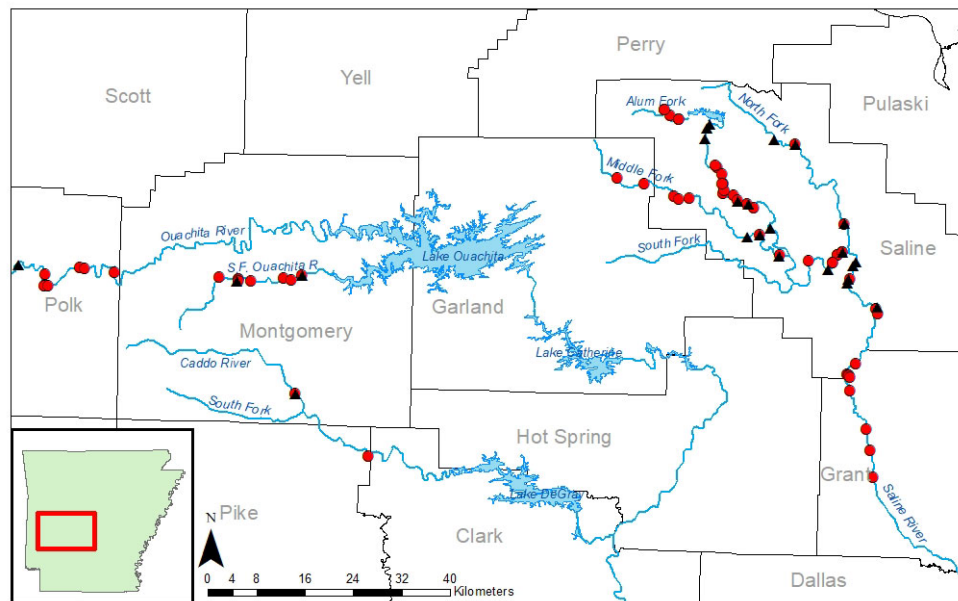 Perry
Yell
Scott
Pulaski
Alum Fork
North Fork
Middle Fork
Ouachita River
South Fork
Saline
Lake Ouachita
S.F. Ouachita R.
Polk
Garland
Montgomery
Lake Catherine
Caddo River
South Fork
Hot Spring
Grant
Lake DeGray
Saline River
Pike
N
Clark
0 2 4 8 16 24 32 40
Kilometers
Dallas